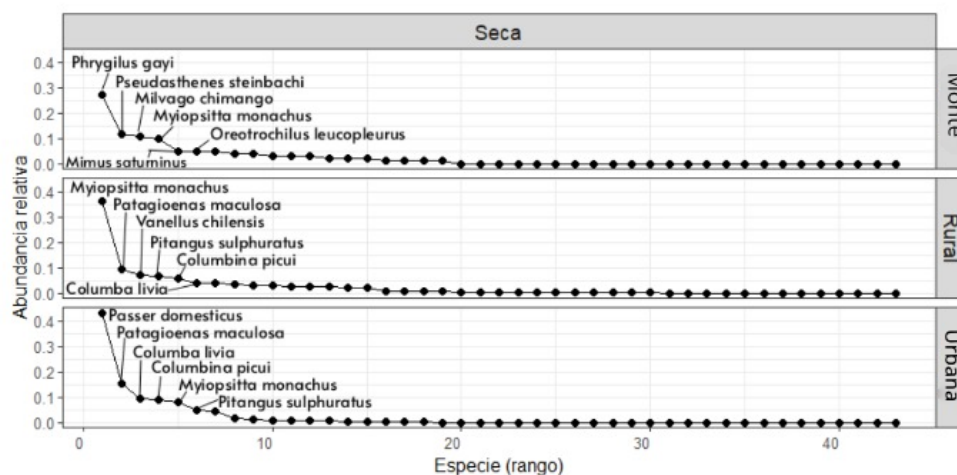 Seca
Abundancia relativa
0.4
0.3
0.2
0.1
0.0
Phrygilus gayi
Pseudasthenes steinbachi
Milvago chimango
Myiopsitta monachus
Oreotrochilus leucopleurus
Mimus saturninus
Monte
0.4
0.3
0.2
0.1
0.0
Myiopsitta monachus
Patagioenas maculosa
Vanellus chilensis
Pitangus sulphuratus
Columbina picui
Columba livia
Rural
0.4
0.3
0.2
0.1
0.0
Passer domesticus
Patagioenas maculosa
Columba livia
Columbina picui
Myiopsitta monachus
Pitangus sulphuratus
Urbana
0 10 20 30 40
Especie (rango)